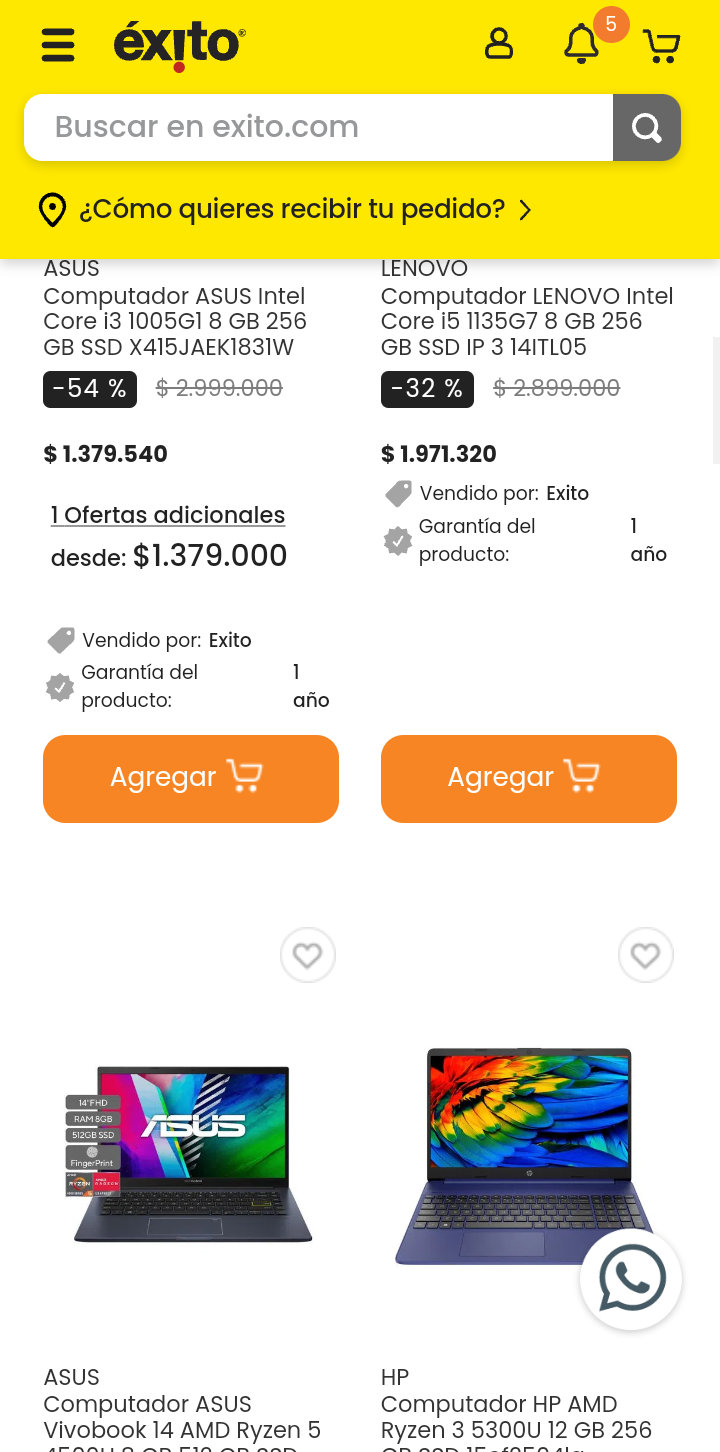 éxito
5
Buscar en exito.com
¿Cómo quieres recibir tu pedido?
ASUS
Computador ASUS Intel
Core i3 1005G1 8 GB 256
GB SSD X415JAEK1831W
-54 % $ 2.999.000
$ 1.379.540
1 Ofertas adicionales
desde: $1.379.000
Vendido por: Exito
Garantía del 1
producto: año
Agregar
LENOVO
Computador LENOVO Intel
Core i5 1135G7 8 GB 256
GB SSD IP 3 14ITL05
-32 % $ 2.899.000
$ 1.971.320
Vendido por: Exito
Garantía del 1
producto: año
Agregar
14"FHD
RAM 8GB
512GB SSD
FingerPrint
RYZEN
RADEON
ASUS
hp
ASUS
Computador ASUS
Vivobook 14 AMD Ryzen 5
HP
Computador HP AMD
Ryzen 3 5300U 12 GB 256